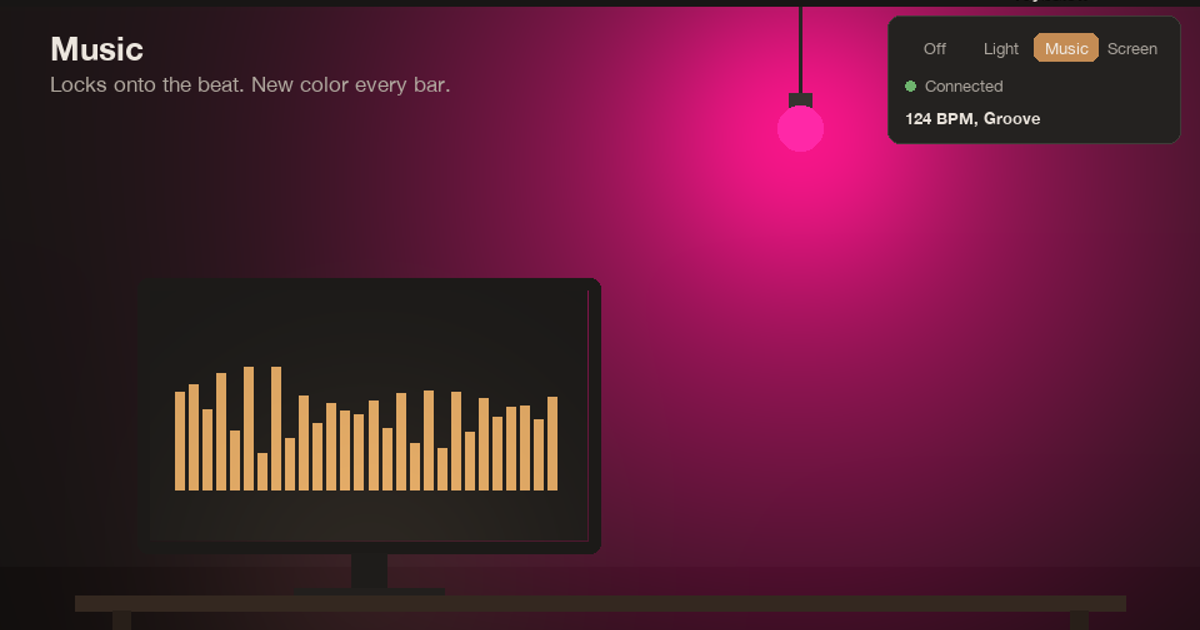 Music
Locks onto the beat. New color every bar.
Off Light Music Screen
Connected
124 BPM, Groove